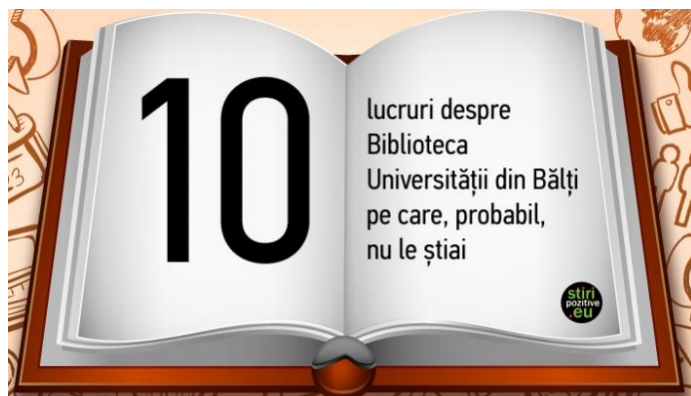 10
lucruri despre
Biblioteca
Universității din Bălți
pe care, probabil,
nu le știai
stiri
pozitive
.eu